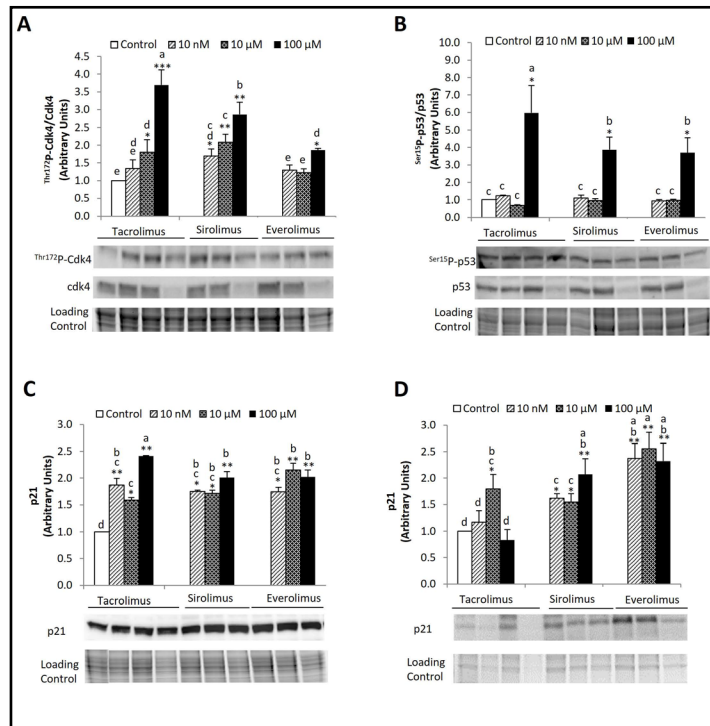 A
Control 10 nM 10 µM 100 µM
Thr172P-Cdk4/Cdk4
(Arbitrary Units)
4.5
4.0
3.5
3.0
2.5
2.0
1.5
1.0
0.5
0.0
e
d
e
d
*
a
***
c
d
*
c
**
b
**
e
e
d
*
Tacrolimus Sirolimus Everolimus
Thr172P-Cdk4
cdk4
Loading
Control
B
Control 10 nM 10 µM 100 µM
Ser15P-p53/p53
(Arbitrary Units)
10.0
9.0
8.0
7.0
6.0
5.0
4.0
3.0
2.0
1.0
0.0
c
c
c
a
*
c
c
b
*
c
c
b
*
Tacrolimus Sirolimus Everolimus
Ser15P-p53
p53
Loading
Control
C
Control 10 nM 10 µM 100 µM
p21
(Arbitrary Units)
3.0
2.5
2.0
1.5
1.0
0.5
0.0
d
b
c
**
c
*
a
**
b
c
*
b
c
*
b
**
b
c
*
b
**
b
**
Tacrolimus Sirolimus Everolimus
p21
Loading
Control
D
Control 10 nM 10 µM 100 µM
p21
(Arbitrary Units)
3.0
2.5
2.0
1.5
1.0
0.5
0.0
d
d
b
c
*
d
c
*
c
*
a
b
**
a
b
**
a
**
a
b
**
Tacrolimus Sirolimus Everolimus
p21
Loading
Control